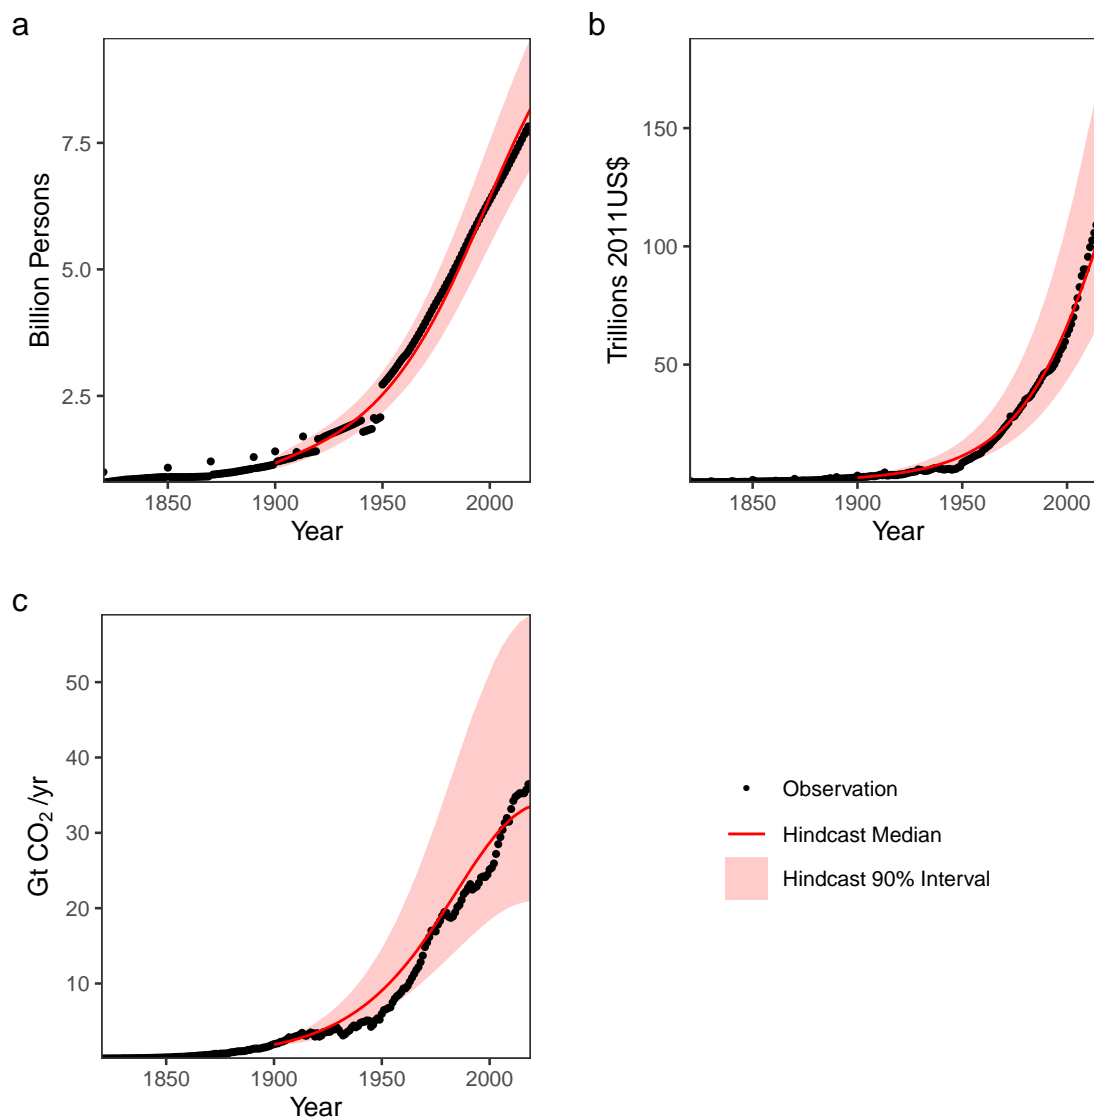 a
7.5
5.0
2.5
Billion Persons
1850 1900 1950 2000
Year
b
150
100
50
Trillions 2011US$
1850 1900 1950 2000
Year
c
50
40
30
20
10
Gt CO₂ /yr
1850 1900 1950 2000
Year
Observation
Hindcast Median
Hindcast 90% Interval